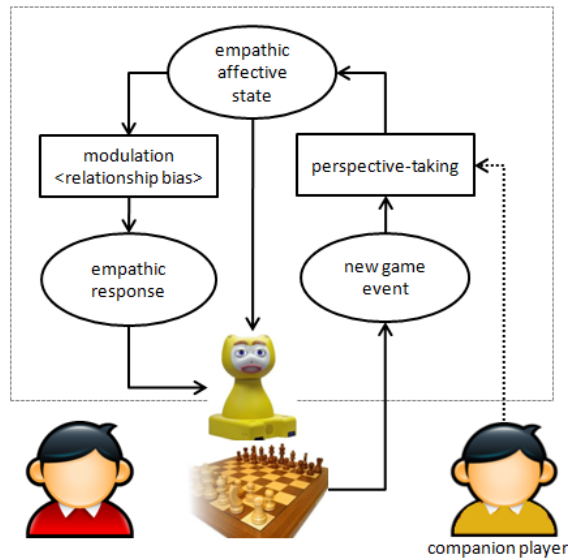 empathic
affective
state
modulation
<relationship bias>
perspective-taking
empathic
response
new game
event
companion player